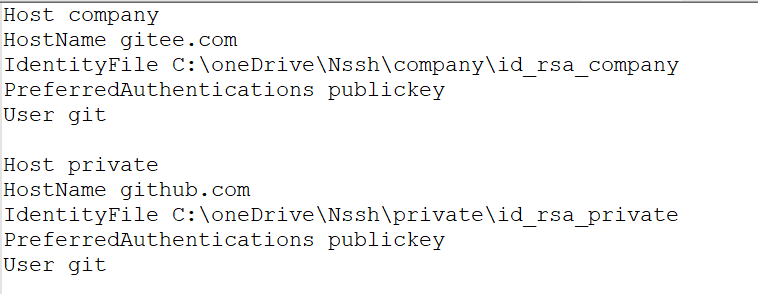 Host company
HostName gitee.com
IdentityFile C:\oneDrive\Nssh\company\id_rsa_company
PreferredAuthentications publickey
User git

Host private
HostName github.com
IdentityFile C:\oneDrive\Nssh\private\id_rsa_private
PreferredAuthentications publickey
User git